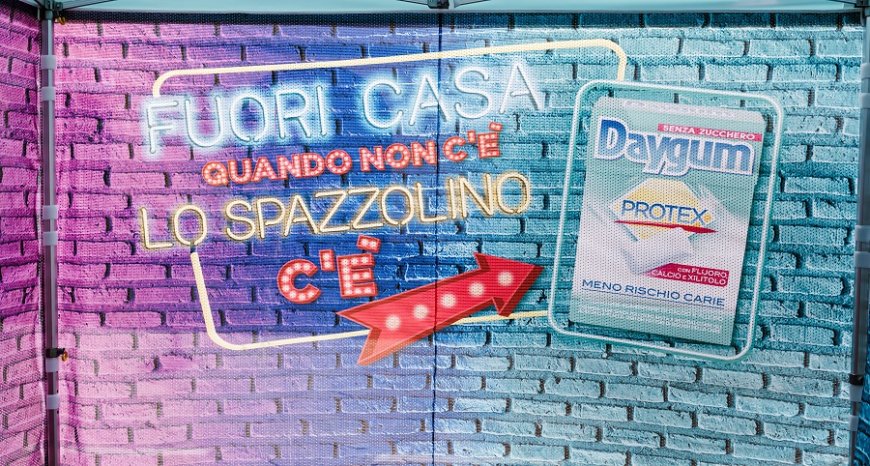 FUORI CASA
QUANDO NON C'È
LO SPAZZOLINO
C'È
SENZA ZUCCHERO
Daygum
PROTEX
CON FLUORO,
CALCIO E XILITOLO
MENO RISCHIO CARIE